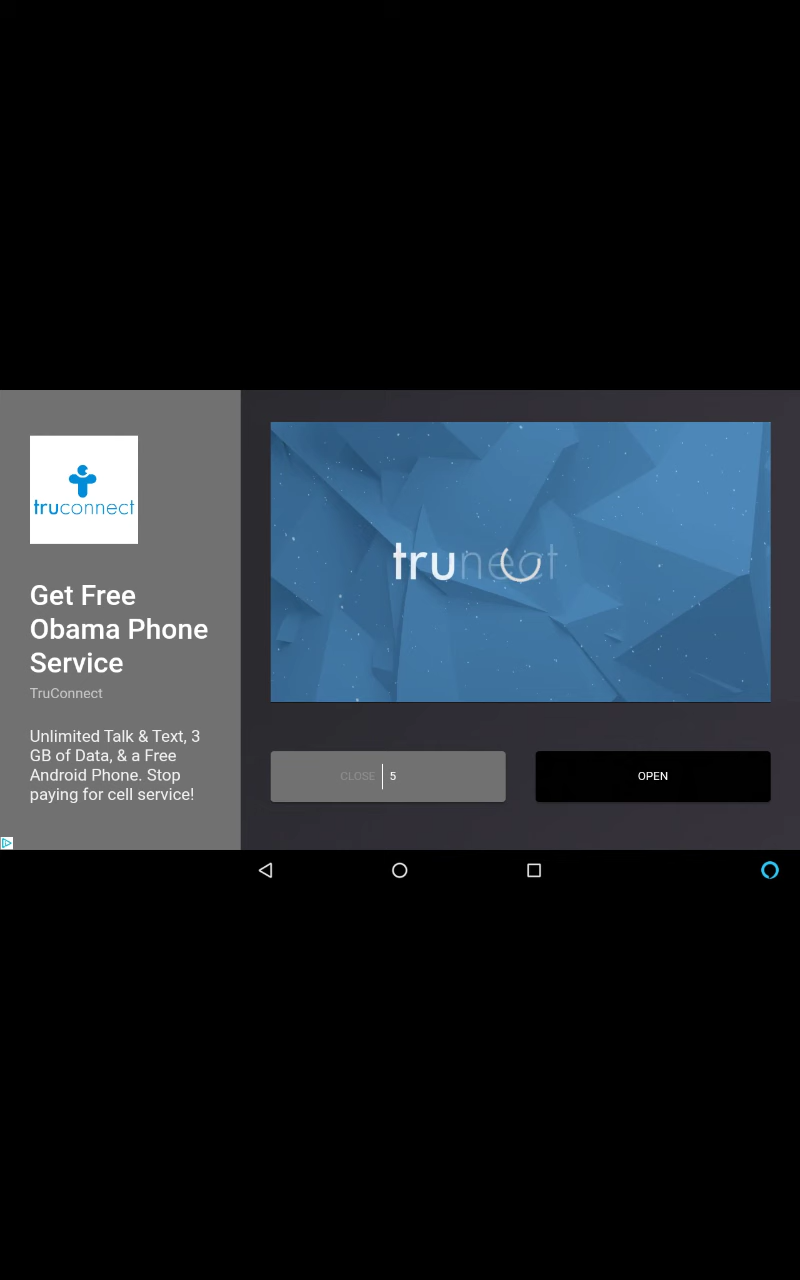 truconnect
Get Free
Obama Phone
Service
TruConnect
Unlimited Talk & Text, 3
GB of Data, & a Free
Android Phone. Stop
paying for cell service!
trunect
CLOSE 5
OPEN